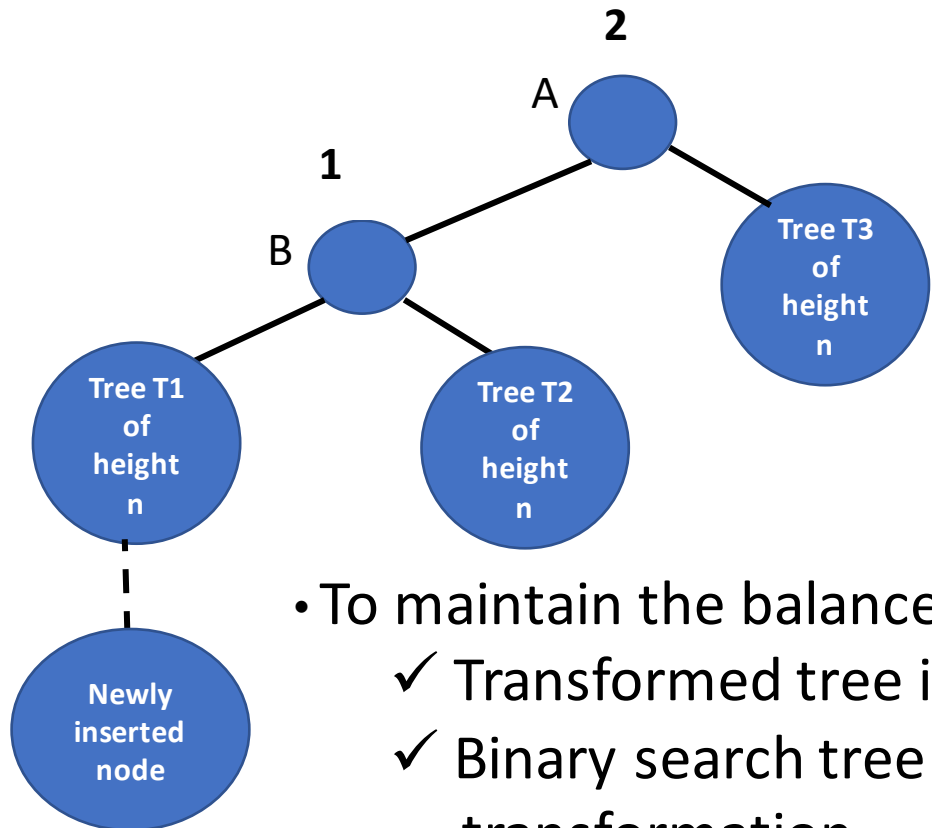 2
A
1
B
Tree T3
of
height
n
Tree T1
of
height
n
Tree T2
of
height
n
Newly
inserted
node
• To maintain the balance
✓ Transformed tree i
✓ Binary search tree
transformation